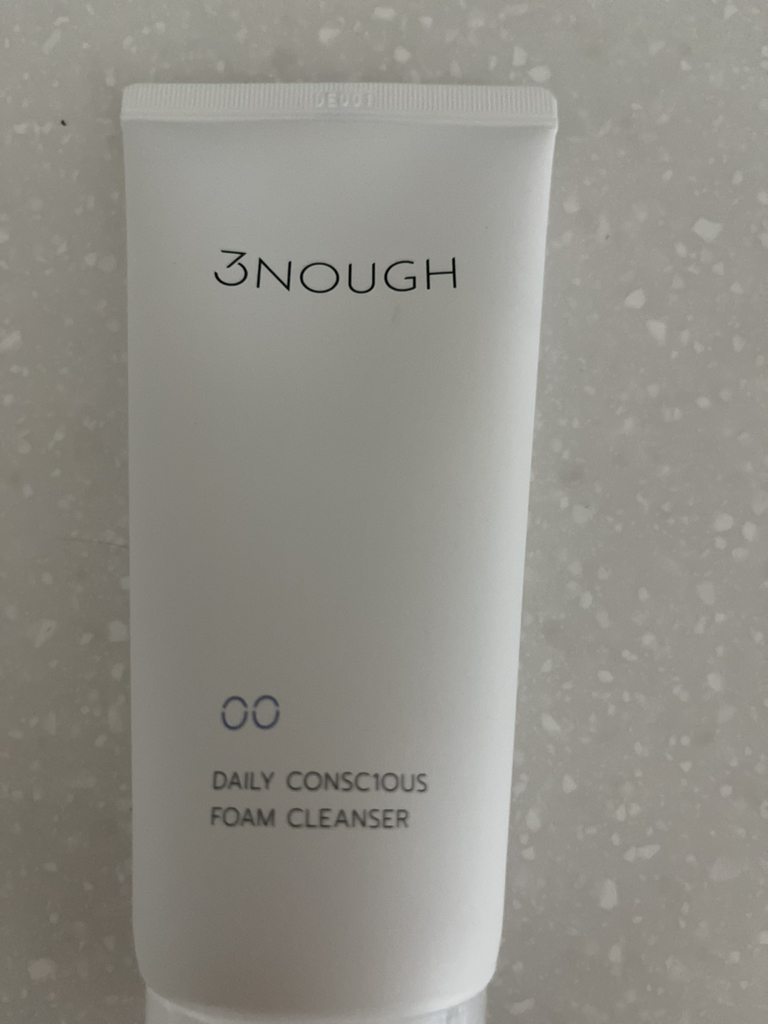 3NOUGH
00
DAILY CONSC1OUS
FOAM CLEANSER